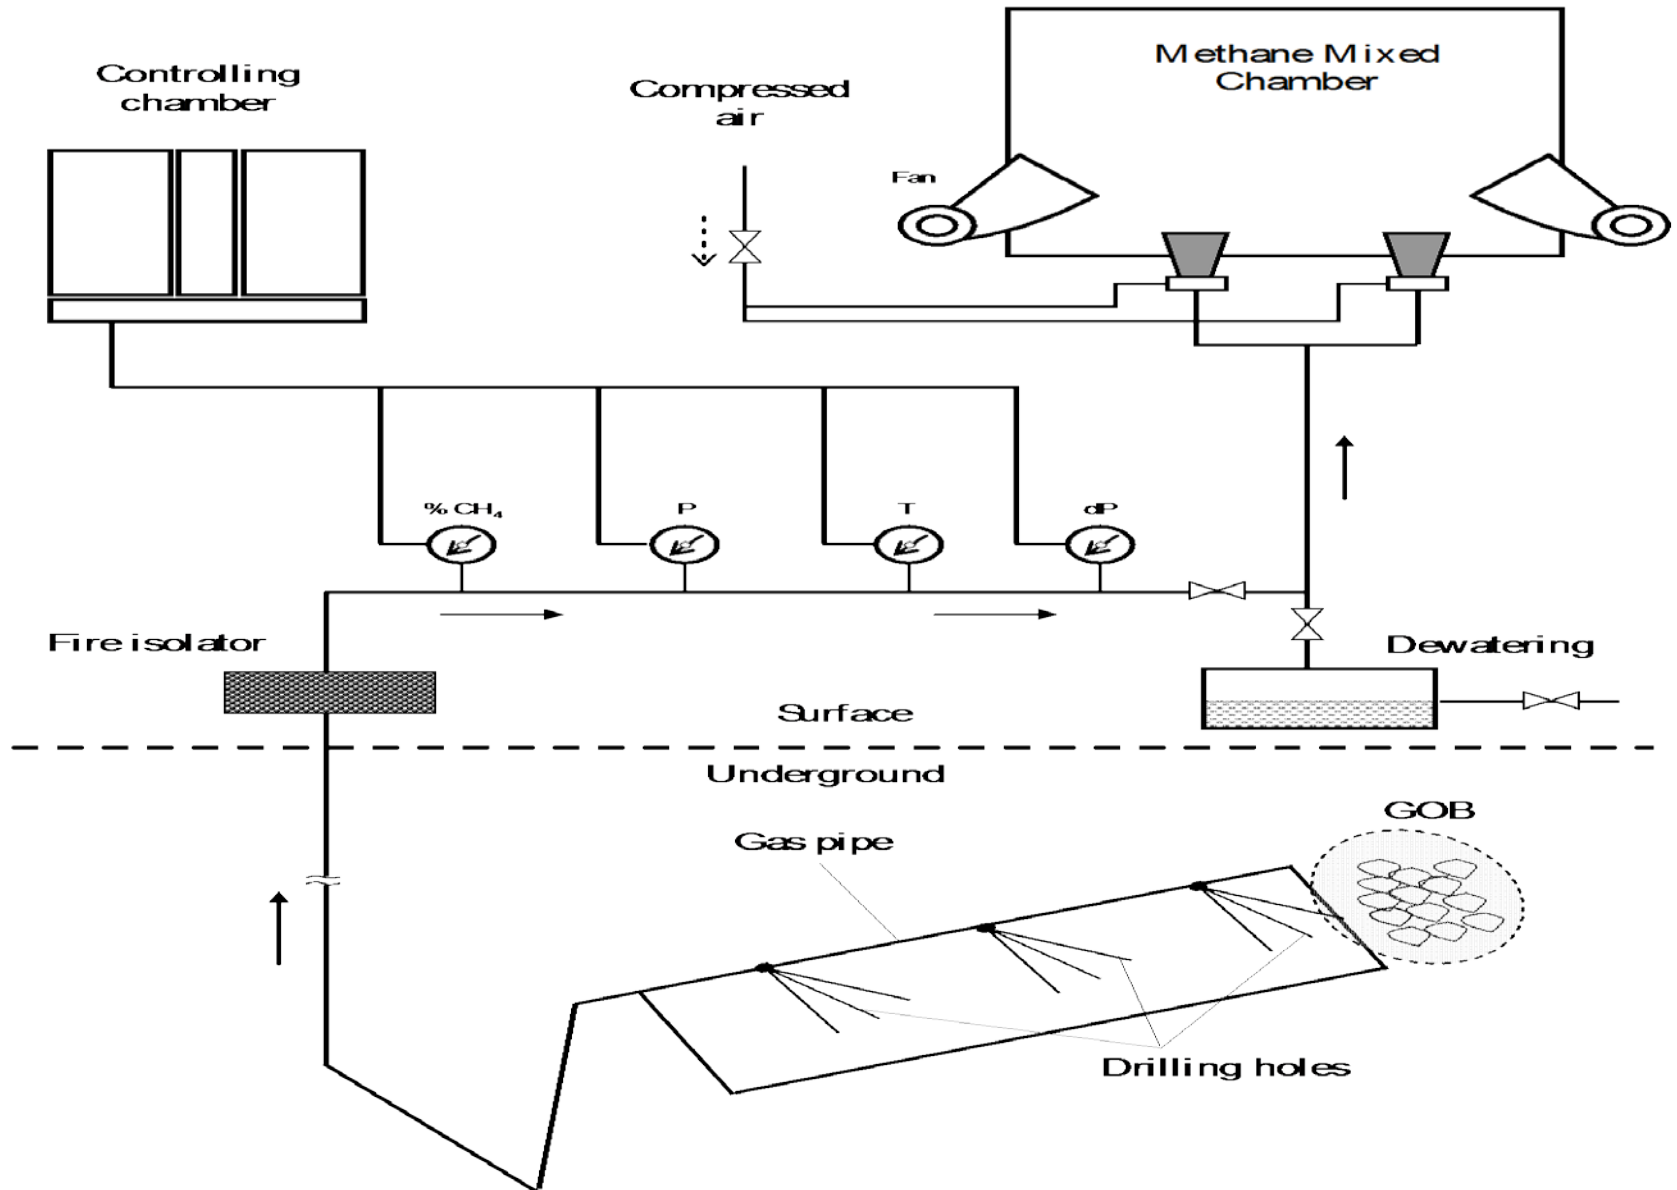 Methane Mixed
Chamber
Controlling
chamber
Compressed
air
Fan
% CH₄
P
T
dP
Fire isolator
Dewatering
Surface
Underground
GOB
Gas pipe
Drilling holes